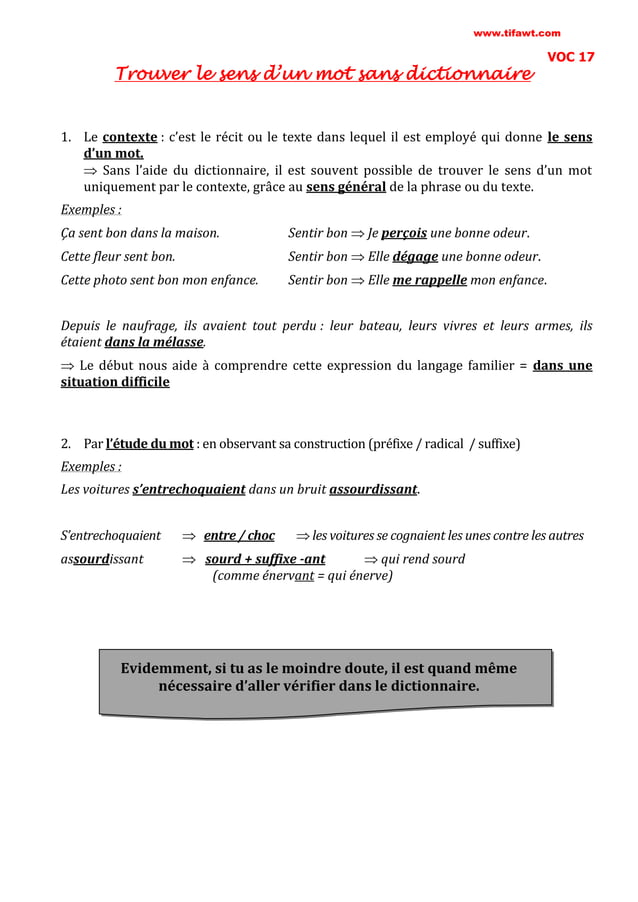 www.tifawt.com
VOC 17
Trouver le sens d’un mot sans dictionnaire
1. Le contexte : c’est le récit ou le texte dans lequel il est employé qui donne le sens
d’un mot.
⇒ Sans l’aide du dictionnaire, il est souvent possible de trouver le sens d’un mot
uniquement par le contexte, grâce au sens général de la phrase ou du texte.
Exemples :
Ça sent bon dans la maison. Sentir bon ⇒ Je perçois une bonne odeur.
Cette fleur sent bon. Sentir bon ⇒ Elle dégage une bonne odeur.
Cette photo sent bon mon enfance. Sentir bon ⇒ Elle me rappelle mon enfance.
Depuis le naufrage, ils avaient tout perdu : leur bateau, leurs vivres et leurs armes, ils
étaient dans la mélasse.
⇒ Le début nous aide à comprendre cette expression du langage familier = dans une
situation difficile
2. Par l’étude du mot : en observant sa construction (préfixe / radical / suffixe)
Exemples :
Les voitures s’entrechoquaient dans un bruit assourdissant.
S’entrechoquaient ⇒ entre / choc ⇒ les voitures se cognaient les unes contre les autres
assourdissant ⇒ sourd + suffixe -ant ⇒ qui rend sourd
(comme énervant = qui énerve)
Evidemment, si tu as le moindre doute, il est quand même
nécessaire d’aller vérifier dans le dictionnaire.